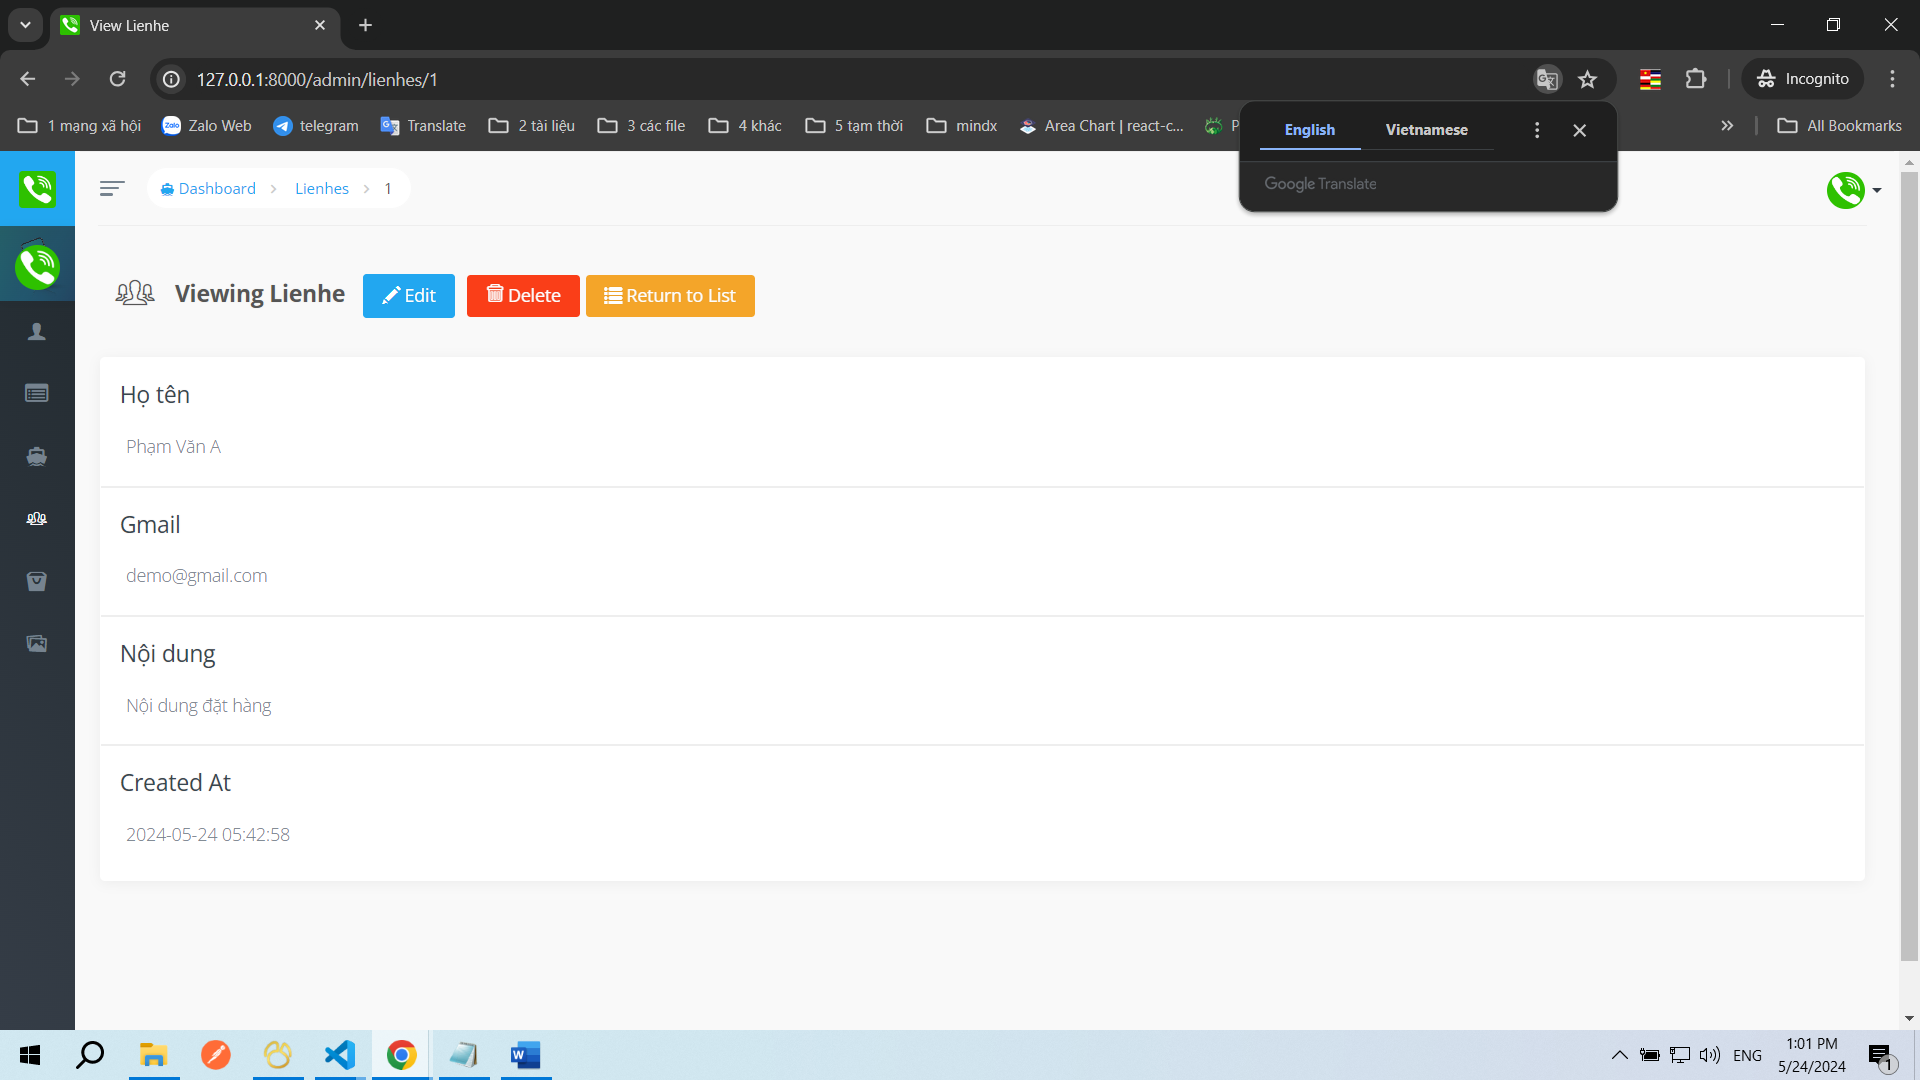 View Lienhe
127.0.0.1:8000/admin/lienhes/1
Incognito
1 mạng xã hội
Zalo Web
telegram
Translate
2 tài liệu
3 các file
4 khác
5 tạm thời
mindx
Area Chart | react-c...
P
All Bookmarks
English
Vietnamese
Google Translate
Dashboard
Lienhes
1
Viewing Lienhe
Edit
Delete
Return to List
Họ tên
Phạm Văn A
Gmail
demo@gmail.com
Nội dung
Nội dung đặt hàng
Created At
2024-05-24 05:42:58
ENG
1:01 PM
5/24/2024
1